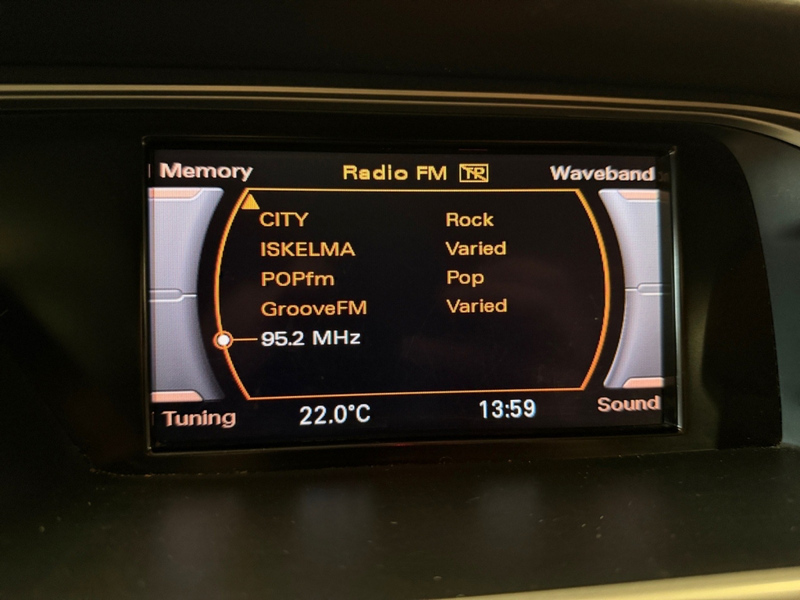 Memory Radio FM TP Waveband
CITY Rock
ISKELMA Varied
POPfm Pop
GrooveFM Varied
95.2 MHz
Tuning 22.0°C 13:59 Sound